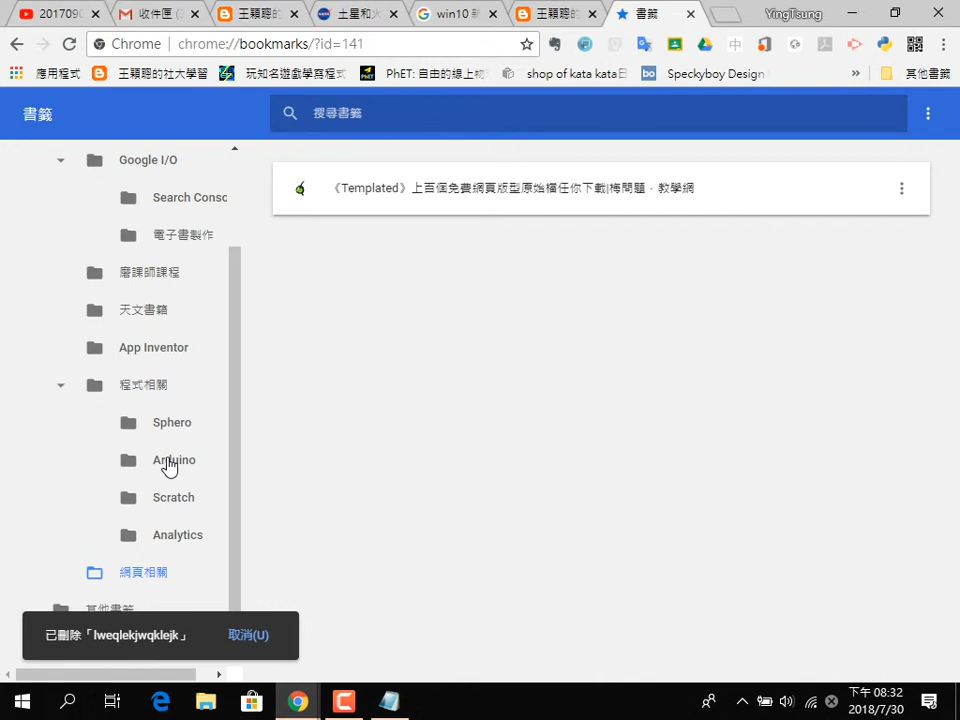 201709
收件匣 (
王穎聰的
土星和火
win10 新
王穎聰的
書籤
YingTsung
Chrome
chrome://bookmarks/?id=141
應用程式
王穎聰的社大學習
玩知名遊戲學寫程式
PhET: 自由的線上物
shop of kata kata日
Speckyboy Design
»
其他書籤
書籤
搜尋書籤
Google I/O
Search Consc
電子書製作
磨課師課程
天文書籍
App Inventor
程式相關
Sphero
Arduino
Scratch
Analytics
網頁相關
其他書籤
《Templated》上百個免費網頁版型原始檔任你下載|梅問題．教學網
已刪除「lweqlekjwqklejk」
取消(U)
下午 08:32
2018/7/30